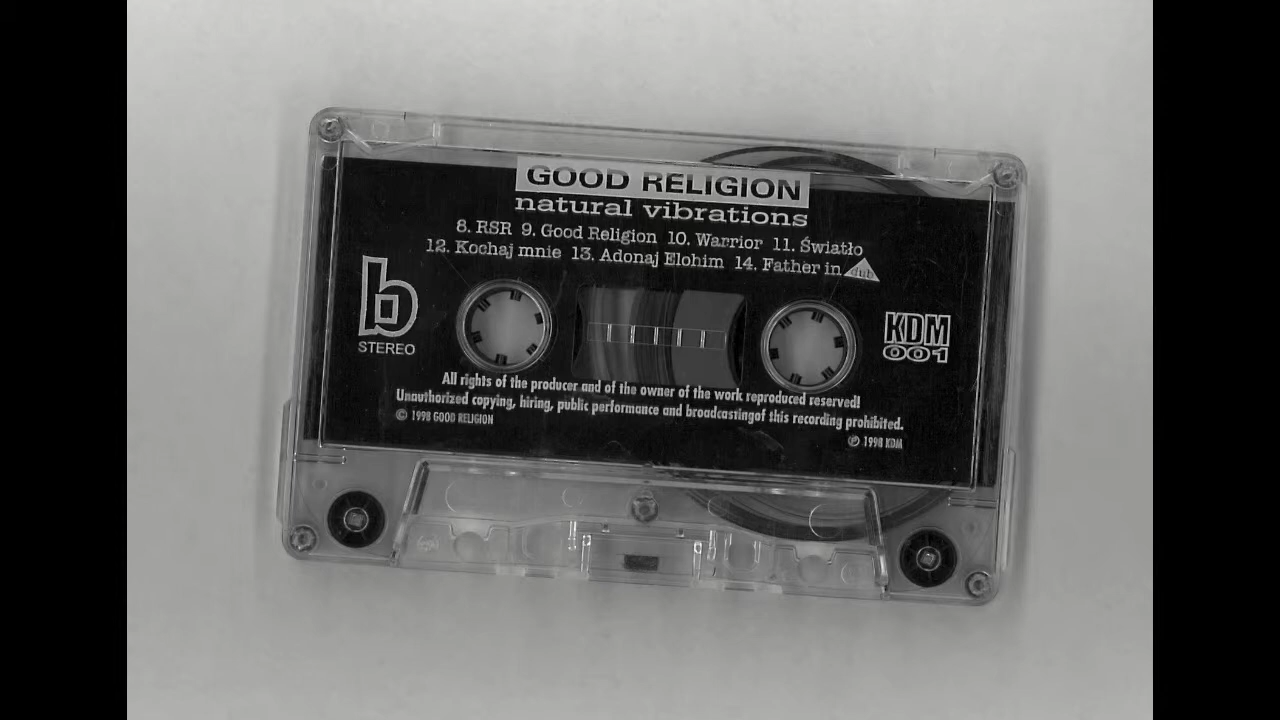 GOOD RELIGION
natural vibrations
8. RSR 9. Good Religion 10. Warrior 11. Światło
12. Kochaj mnie 13. Adonaj Elohim 14. Father in dub
b
STEREO
KDM
001
All rights of the producer and of the owner of the work reproduced reserved!
Unauthorized copying, hiring, public performance and broadcastingof this recording prohibited.
© 1998 GOOD RELIGION
℗ 1998 KDM